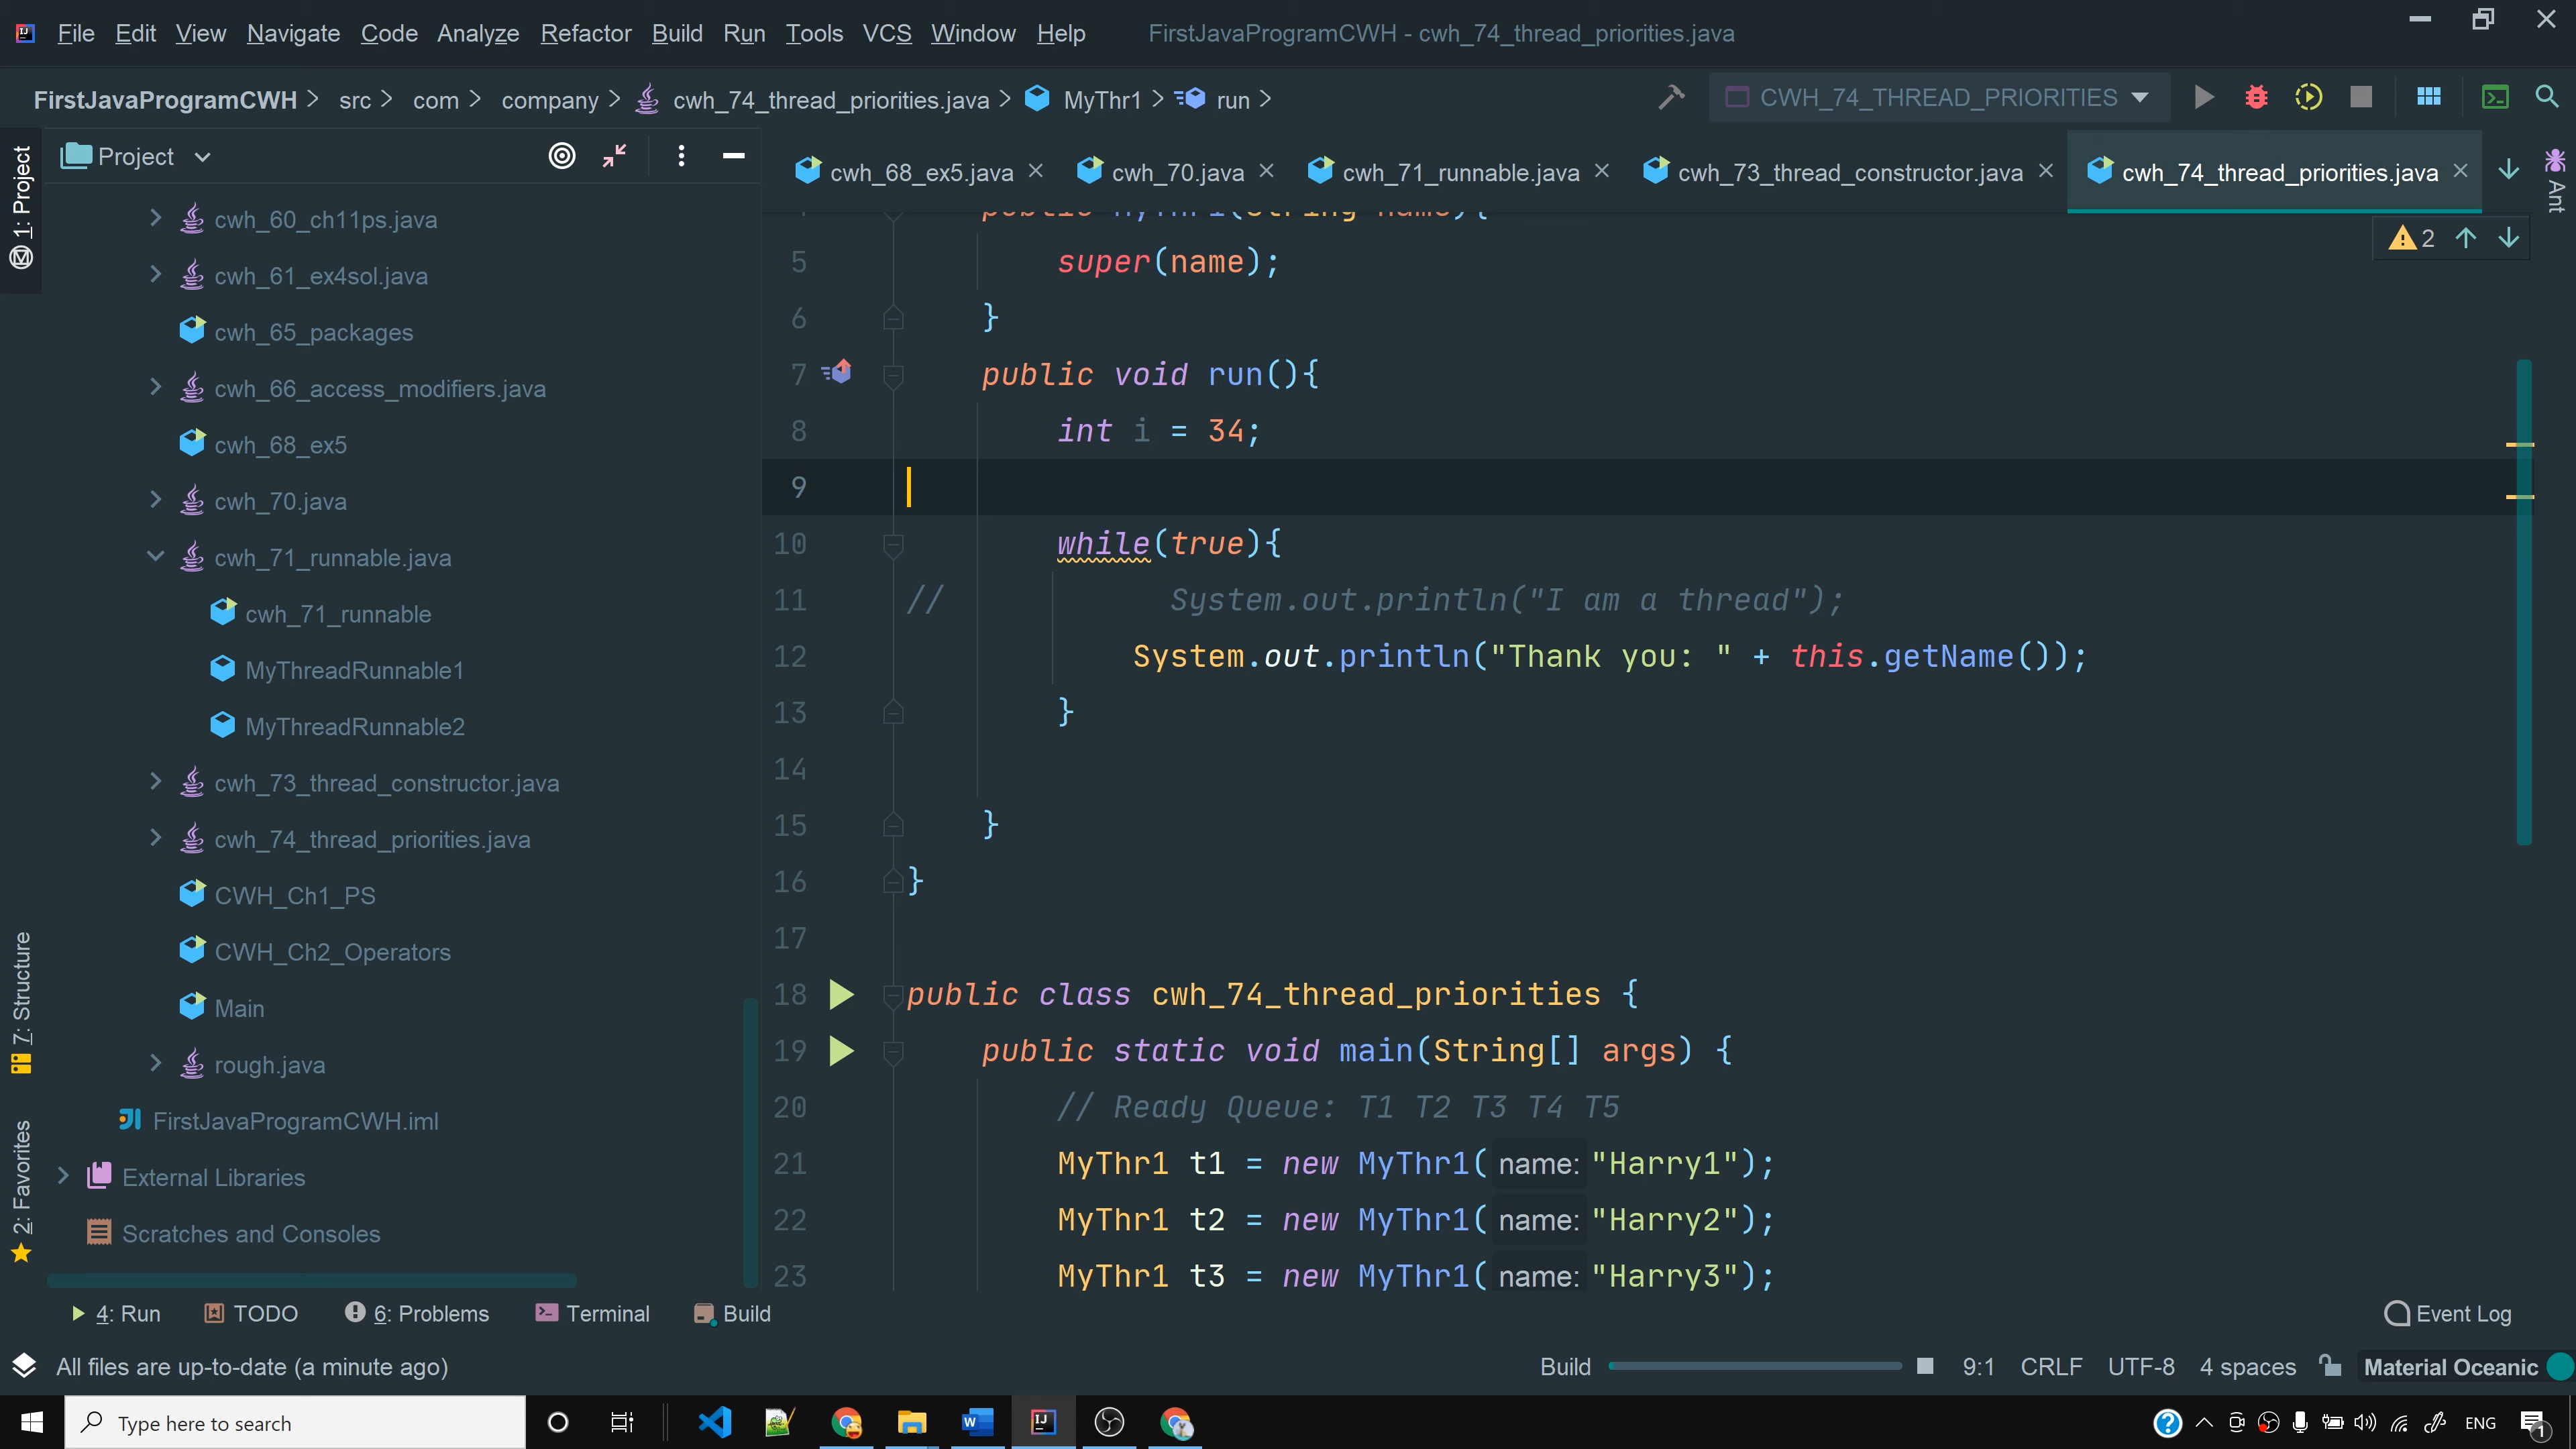 File Edit View Navigate Code Analyze Refactor Build Run Tools VCS Window Help FirstJavaProgramCWH - cwh_74_thread_priorities.java
FirstJavaProgramCWH src com company cwh_74_thread_priorities.java MyThr1 run CWH_74_THREAD_PRIORITIES
1: Project
7: Structure
2: Favorites
Project
cwh_60_ch11ps.java
cwh_61_ex4sol.java
cwh_65_packages
cwh_66_access_modifiers.java
cwh_68_ex5
cwh_70.java
cwh_71_runnable.java
cwh_71_runnable
MyThreadRunnable1
MyThreadRunnable2
cwh_73_thread_constructor.java
cwh_74_thread_priorities.java
CWH_Ch1_PS
CWH_Ch2_Operators
Main
rough.java
FirstJavaProgramCWH.iml
External Libraries
Scratches and Consoles
cwh_68_ex5.java cwh_70.java cwh_71_runnable.java cwh_73_thread_constructor.java cwh_74_thread_priorities.java
Ant
2
public MyThr1(String name){
5 super(name);
6 }
7 public void run(){
8 int i = 34;
9
10 while(true){
11 // System.out.println("I am a thread");
12 System.out.println("Thank you: " + this.getName());
13 }
14
15 }
16 }
17
18 public class cwh_74_thread_priorities {
19 public static void main(String[] args) {
20 // Ready Queue: T1 T2 T3 T4 T5
21 MyThr1 t1 = new MyThr1( name: "Harry1");
22 MyThr1 t2 = new MyThr1( name: "Harry2");
23 MyThr1 t3 = new MyThr1( name: "Harry3");
4: Run TODO 6: Problems Terminal Build Event Log
All files are up-to-date (a minute ago) Build 9:1 CRLF UTF-8 4 spaces Material Oceanic
Type here to search ENG 1